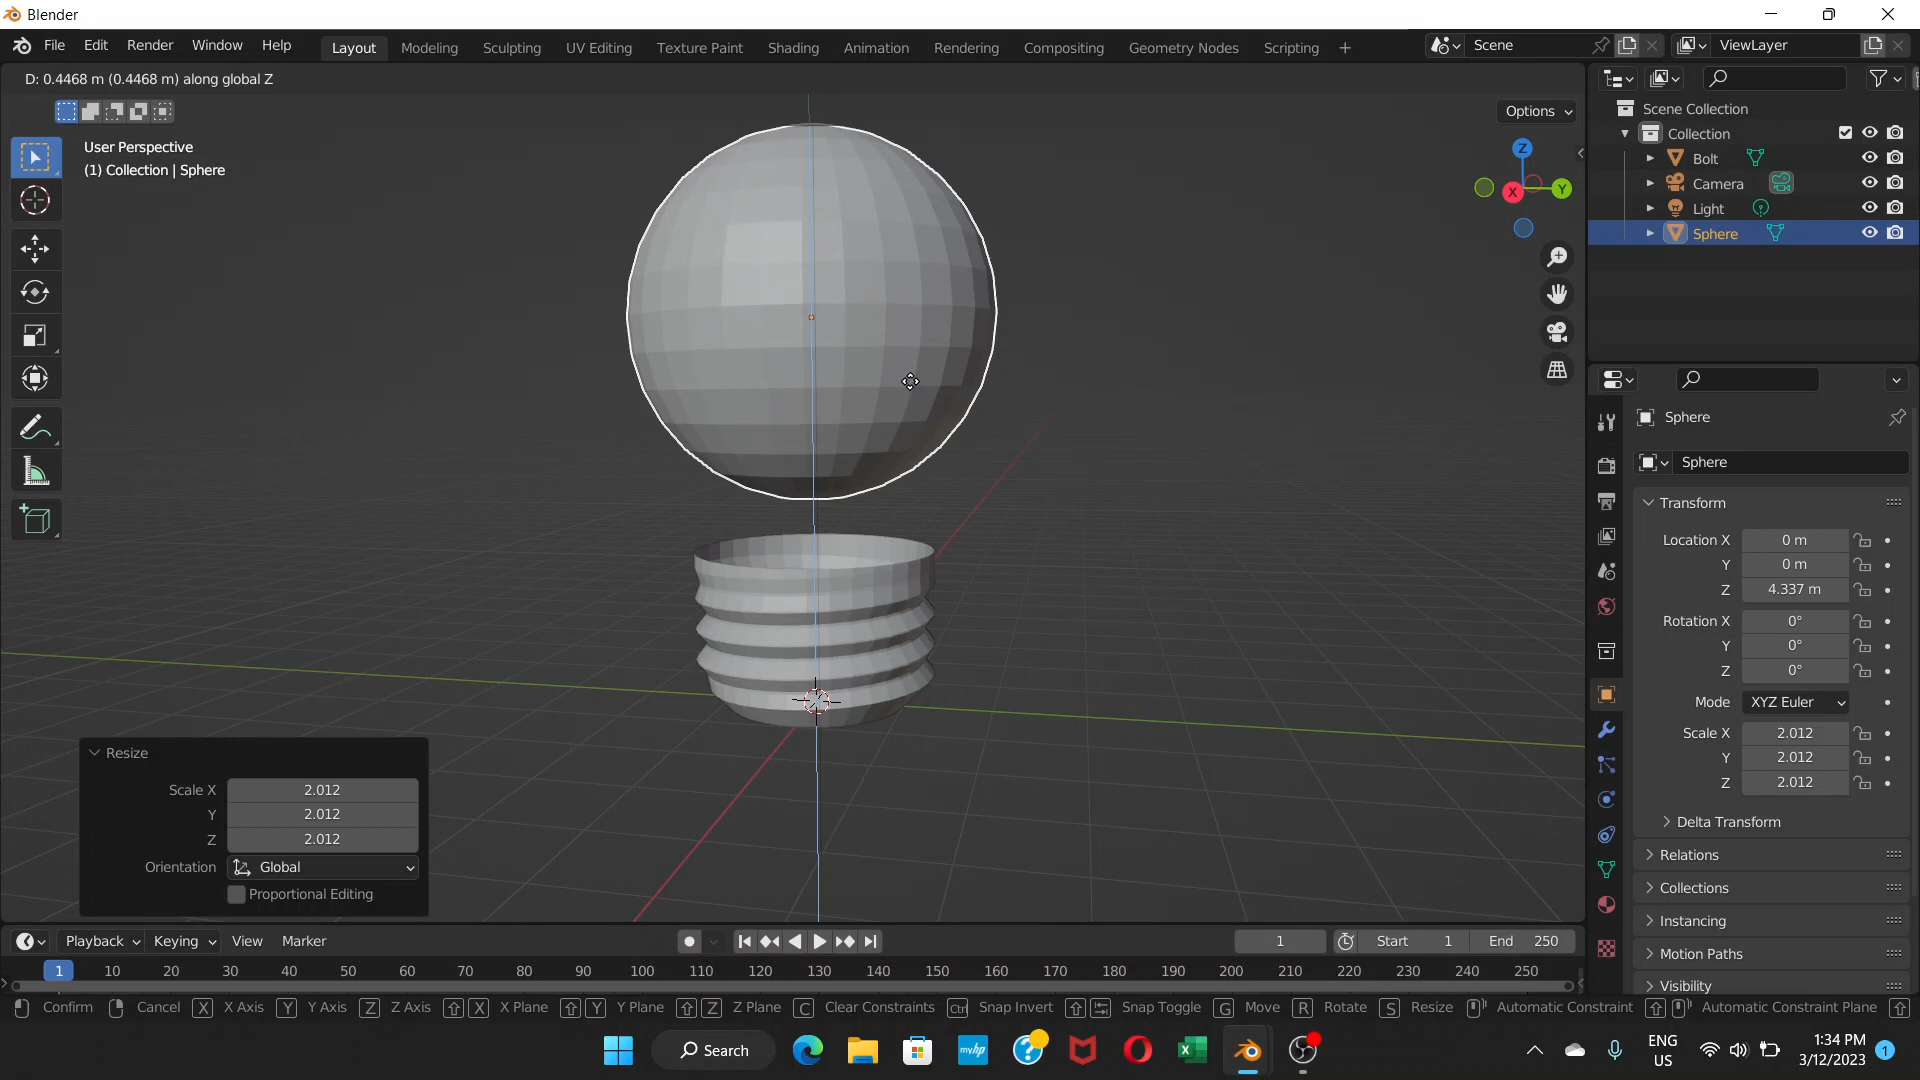 Blender
File Edit Render Window Help Layout Modeling Sculpting UV Editing Texture Paint Shading Animation Rendering Compositing Geometry Nodes Scripting + Scene ViewLayer
D: 0.4468 m (0.4468 m) along global Z
Options
User Perspective
(1) Collection | Sphere
Z
X Y
Scene Collection
Collection
Bolt
Camera
Light
Sphere
Sphere
Sphere
Transform
Location X 0 m
Y 0 m
Z 4.337 m
Rotation X 0°
Y 0°
Z 0°
Mode XYZ Euler
Scale X 2.012
Y 2.012
Z 2.012
Delta Transform
Relations
Collections
Instancing
Motion Paths
Visibility
Resize
Scale X 2.012
Y 2.012
Z 2.012
Orientation Global
Proportional Editing
Playback Keying View Marker 1 Start 1 End 250
1 10 20 30 40 50 60 70 80 90 100 110 120 130 140 150 160 170 180 190 200 210 220 230 240 250
Confirm Cancel X X Axis Y Y Axis Z Z Axis X X Plane Y Y Plane Z Z Plane C Clear Constraints Ctrl Snap Invert Snap Toggle G Move R Rotate S Resize Automatic Constraint Automatic Constraint Plane
Search myhp ENG US 1:34 PM 3/12/2023 1